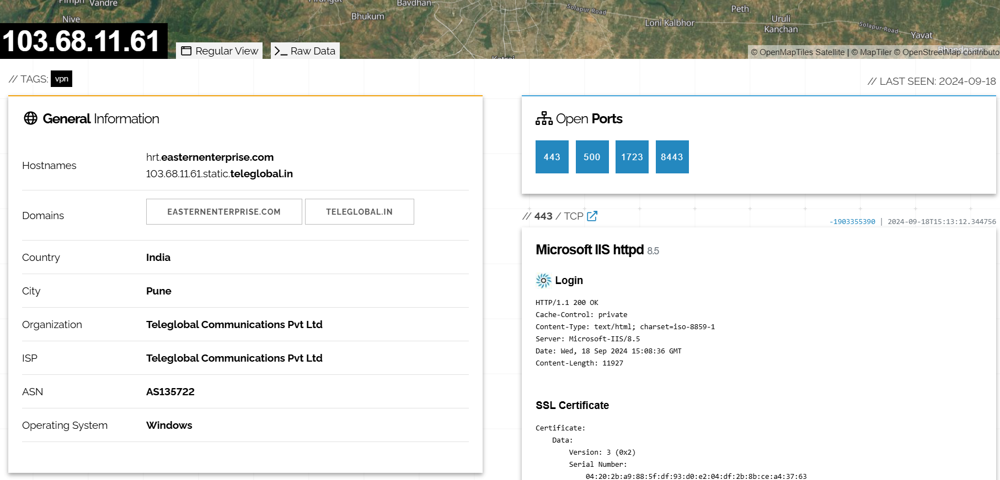 Pimpri
Vandre
Pirangut
Bavdhan
Nive
Bhukum
Solapur Road
Peth
Loni Kalbhor
Uruli
Kanchan
Solapur Road
Yavat
Bhandgaon
Katraj
103.68.11.61
Regular View
Raw Data
© OpenMapTiles Satellite | © MapTiler © OpenStreetMap contributo
// TAGS: vpn
// LAST SEEN: 2024-09-18
General Information
Hostnames
hrt.easternenterprise.com
103.68.11.61.static.teleglobal.in
Domains
EASTERNENTERPRISE.COM
TELEGLOBAL.IN
Country
India
City
Pune
Organization
Teleglobal Communications Pvt Ltd
ISP
Teleglobal Communications Pvt Ltd
ASN
AS135722
Operating System
Windows
Open Ports
443
500
1723
8443
// 443 / TCP
-1903355390 | 2024-09-18T15:13:12.344756
Microsoft IIS httpd 8.5
Login
HTTP/1.1 200 OK
Cache-Control: private
Content-Type: text/html; charset=iso-8859-1
Server: Microsoft-IIS/8.5
Date: Wed, 18 Sep 2024 15:08:36 GMT
Content-Length: 11927
SSL Certificate
Certificate:
Data:
Version: 3 (0x2)
Serial Number:
04:20:2b:a9:88:5f:df:93:d0:e2:04:df:2b:8b:ce:a4:37:63